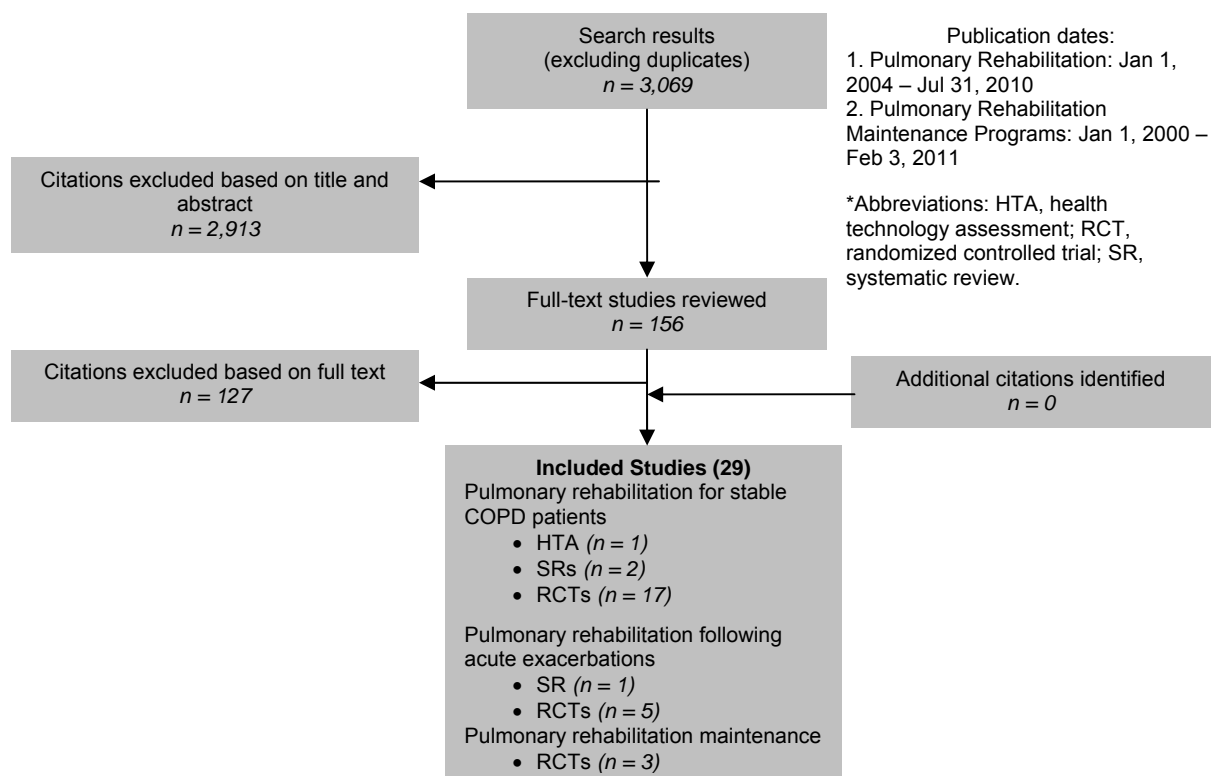 Search results
(excluding duplicates)
n = 3,069
Publication dates:
1. Pulmonary Rehabilitation: Jan 1,
2004 – Jul 31, 2010
2. Pulmonary Rehabilitation
Maintenance Programs: Jan 1, 2000 –
Feb 3, 2011
*Abbreviations: HTA, health
technology assessment; RCT,
randomized controlled trial; SR,
systematic review.
Citations excluded based on title and
abstract
n = 2,913
Full-text studies reviewed
n = 156
Citations excluded based on full text
n = 127
Additional citations identified
n = 0
Included Studies (29)
Pulmonary rehabilitation for stable
COPD patients
• HTA (n = 1)
• SRs (n = 2)
• RCTs (n = 17)
Pulmonary rehabilitation following
acute exacerbations
• SR (n = 1)
• RCTs (n = 5)
Pulmonary rehabilitation maintenance
• RCTs (n = 3)